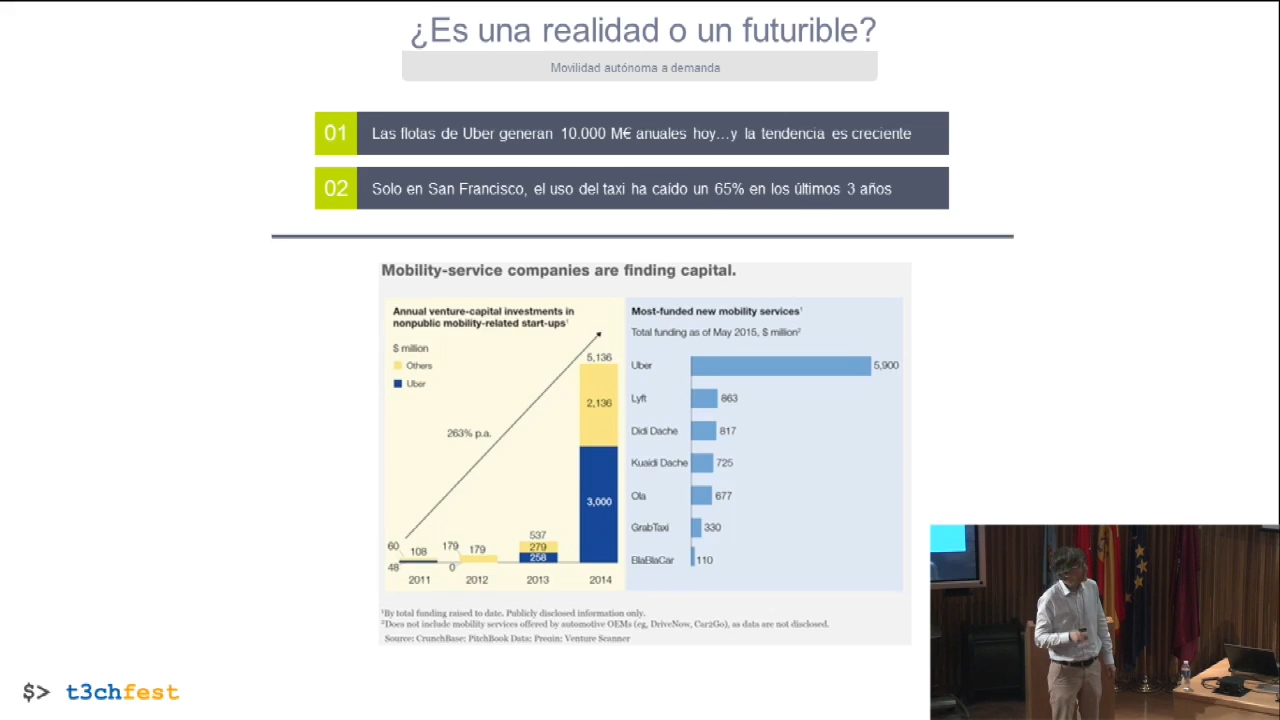 ¿Es una realidad o un futurible?
Movilidad autónoma a demanda
01 Las flotas de Uber generan 10.000 M€ anuales hoy...y la tendencia es creciente
02 Solo en San Francisco, el uso del taxi ha caído un 65% en los últimos 3 años
Mobility-service companies are finding capital.
Annual venture-capital investments in
nonpublic mobility-related start-ups¹
$ million
Others
Uber
5,136
2,136
263% p.a.
3,000
537
60 108 179 179 279
48 0 258
2011 2012 2013 2014
Most-funded new mobility services¹
Total funding as of May 2015, $ million²
Uber 5,900
Lyft 863
Didi Dache 817
Kuaidi Dache 725
Ola 677
GrabTaxi 330
BlaBlaCar 110
¹By total funding raised to date. Publicly disclosed information only.
²Does not include mobility services offered by automotive OEMs (eg, DriveNow, Car2Go), as data are not disclosed.
Source: CrunchBase; PitchBook Data; Preqin; Venture Scanner
$> t3chfest